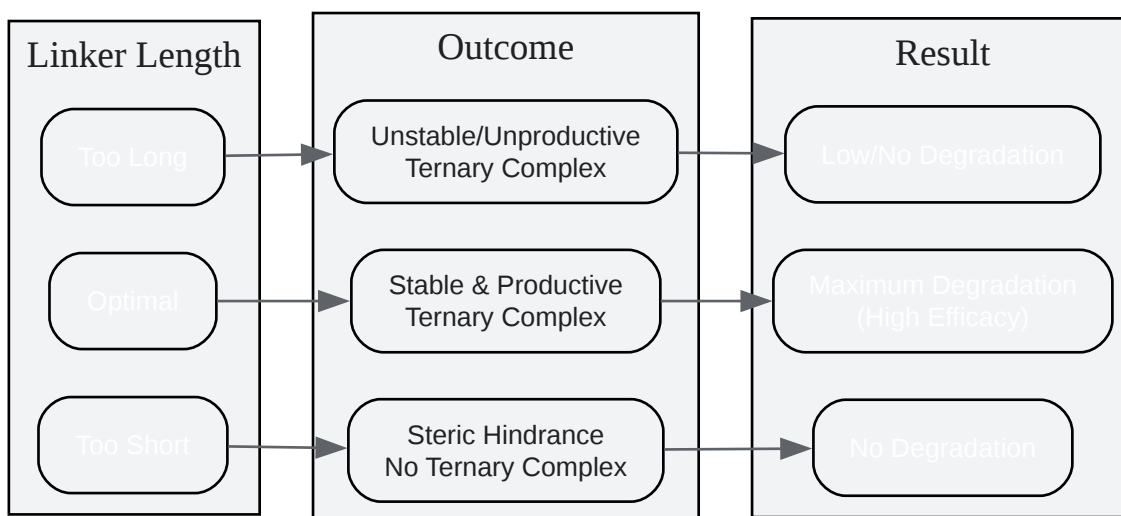 Linker Length
Too Long
Optimal
Too Short
Outcome
Unstable/Unproductive
Ternary Complex
Stable & Productive
Ternary Complex
Steric Hindrance
No Ternary Complex
Result
Low/No Degradation
Maximum Degradation
(High Efficacy)
No Degradation